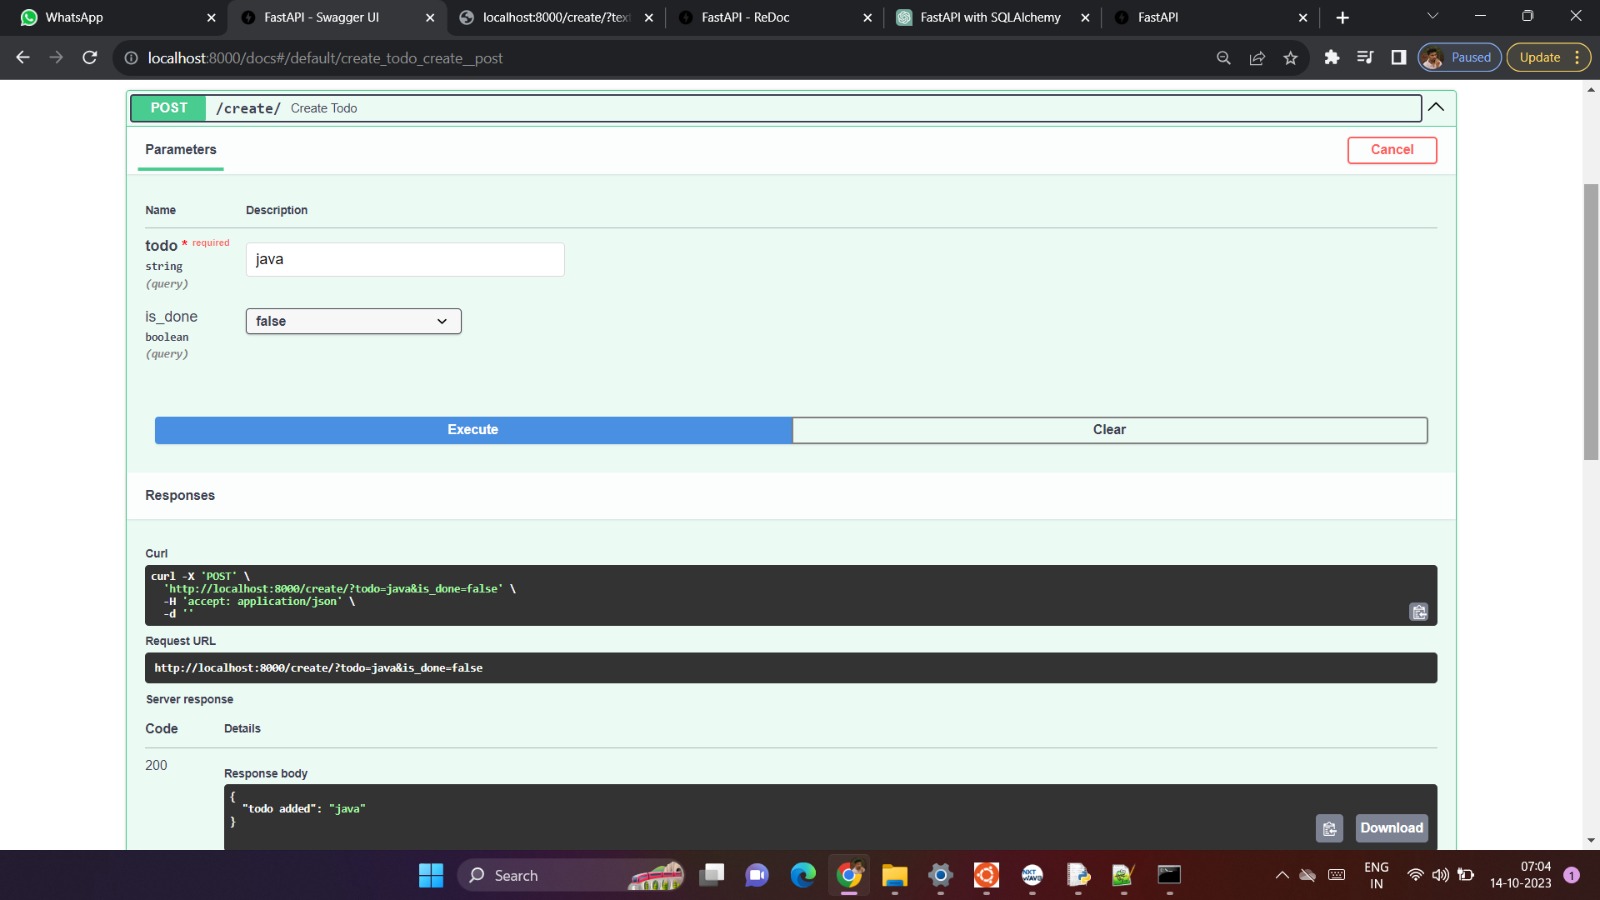 WhatsApp
FastAPI - Swagger UI
localhost:8000/create/?tex
FastAPI - ReDoc
FastAPI with SQLAlchemy
FastAPI
localhost:8000/docs#/default/create_todo_create__post
Paused
Update
POST /create/ Create Todo
Parameters
Cancel
Name Description
todo * required
string
(query)
java
is_done
boolean
(query)
false
Execute
Clear
Responses
Curl
curl -X 'POST' \
'http://localhost:8000/create/?todo=java&is_done=false' \
-H 'accept: application/json' \
-d ''
Request URL
http://localhost:8000/create/?todo=java&is_done=false
Server response
Code Details
200
Response body
{
"todo added": "java"
}
Download
Search
NXT
WAVE
ENG
IN
07:04
14-10-2023
1